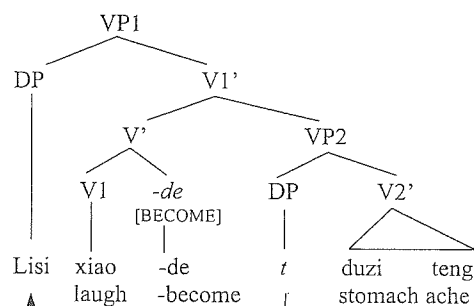 VP1
DP V1'
V' VP2
V1 -de DP V2'
[BECOME]
Lisi xiao -de t duzi teng
laugh -become stomach ache